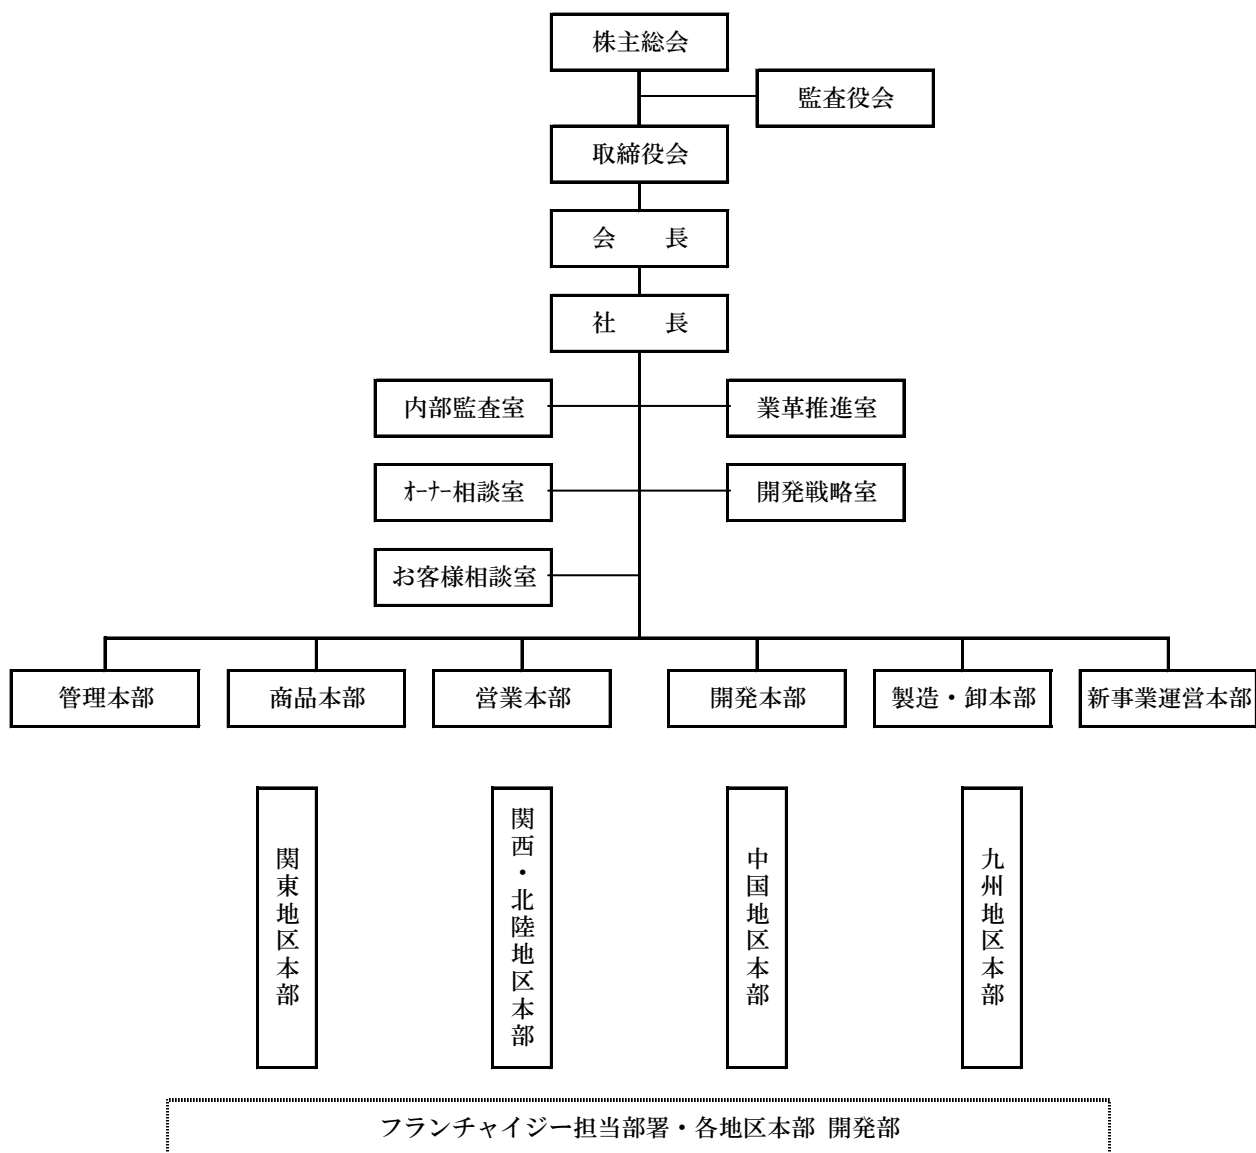 株主総会
監査役会
取締役会
会　　長
社　　長
内部監査室
業革推進室
ｵｰﾅｰ相談室
開発戦略室
お客様相談室
管理本部
商品本部
営業本部
開発本部
製造・卸本部
新事業運営本部
関東地区本部
関西・北陸地区本部
中国地区本部
九州地区本部
フランチャイジー担当部署・各地区本部 開発部